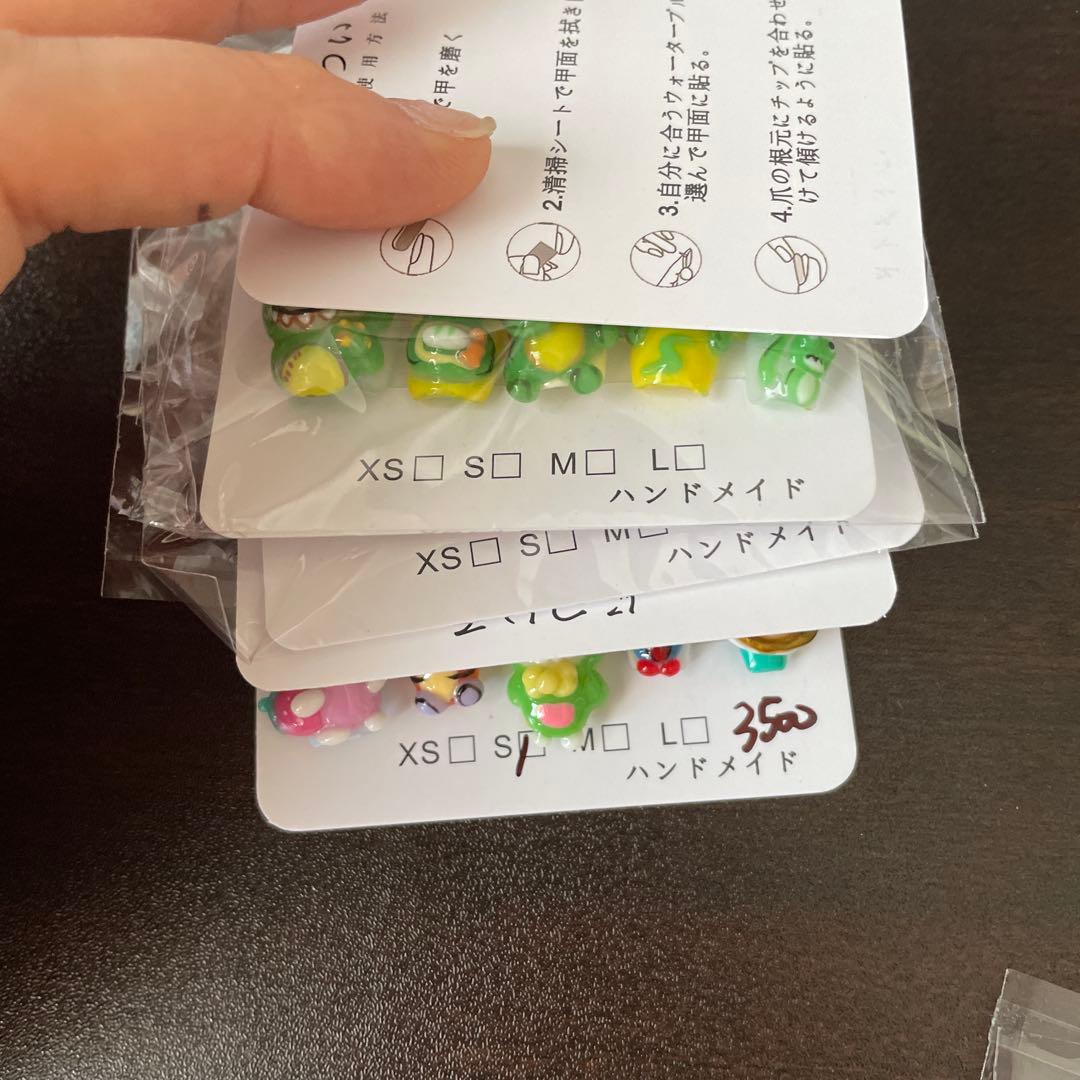 使用方法
で甲を磨く
2.清掃シートで甲面を拭き
3.自分に合うウォータープル
選んで甲面に貼る。
4.爪の根元にチップを合わせ
けて傾けるように貼る。
XS□ S□ M□ L□
ハンドメイド
XS□ S□ M□
ハンドメイド
XS□ S□ M□ L□ 3500
ハンドメイド